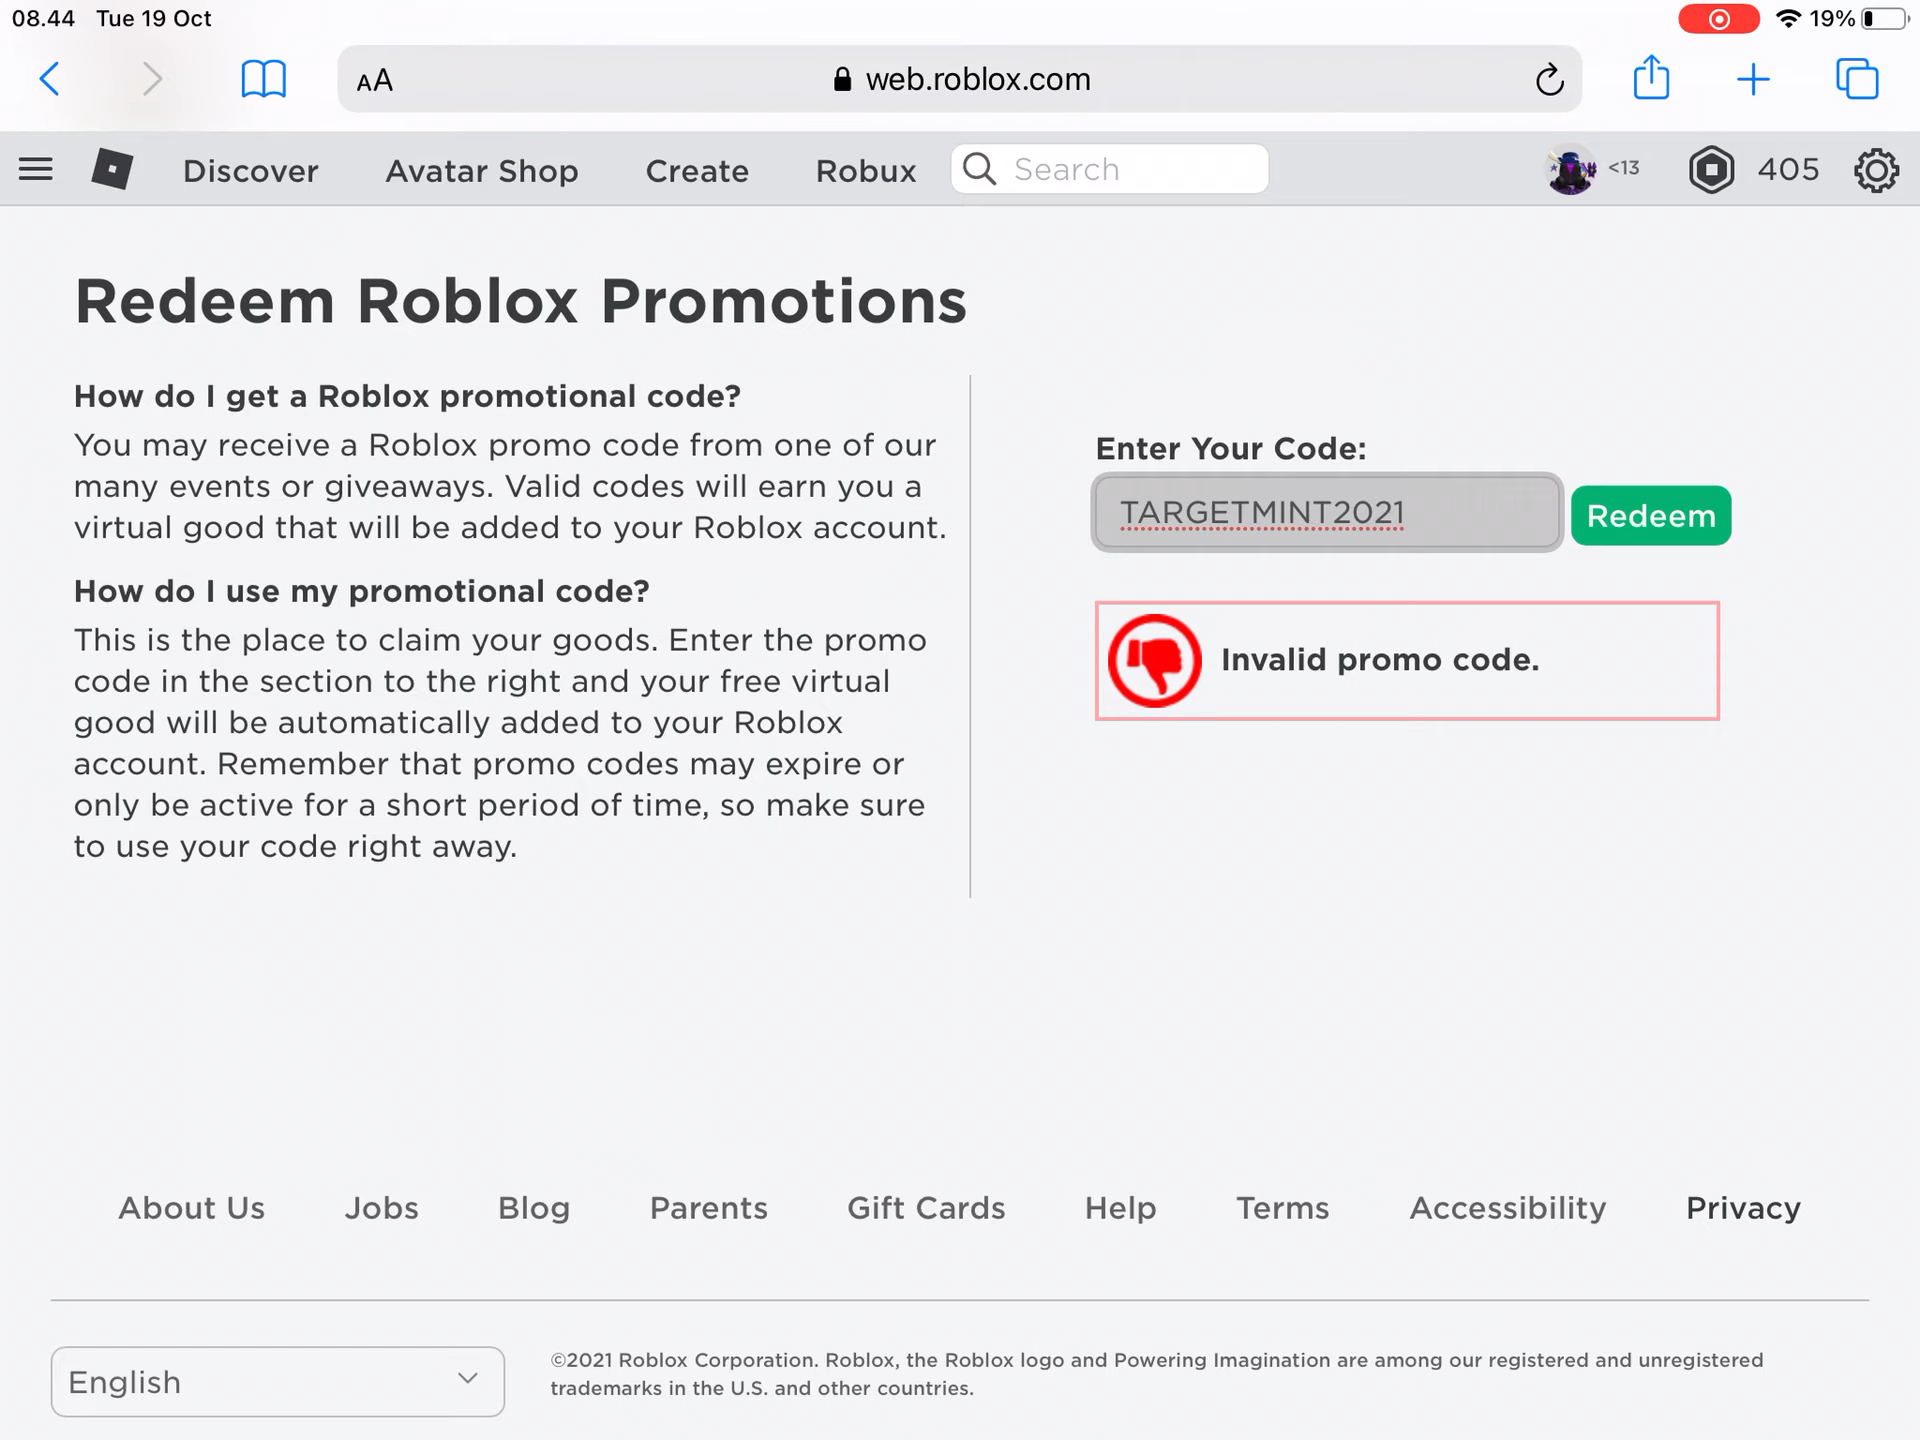 08.44 Tue 19 Oct
19%
AA
web.roblox.com
Discover Avatar Shop Create Robux Search <13 405
Redeem Roblox Promotions
How do I get a Roblox promotional code?
You may receive a Roblox promo code from one of our
many events or giveaways. Valid codes will earn you a
virtual good that will be added to your Roblox account.
How do I use my promotional code?
This is the place to claim your goods. Enter the promo
code in the section to the right and your free virtual
good will be automatically added to your Roblox
account. Remember that promo codes may expire or
only be active for a short period of time, so make sure
to use your code right away.
Enter Your Code:
TARGETMINT2021 Redeem
Invalid promo code.
About Us Jobs Blog Parents Gift Cards Help Terms Accessibility Privacy
English
©2021 Roblox Corporation. Roblox, the Roblox logo and Powering Imagination are among our registered and unregistered
trademarks in the U.S. and other countries.